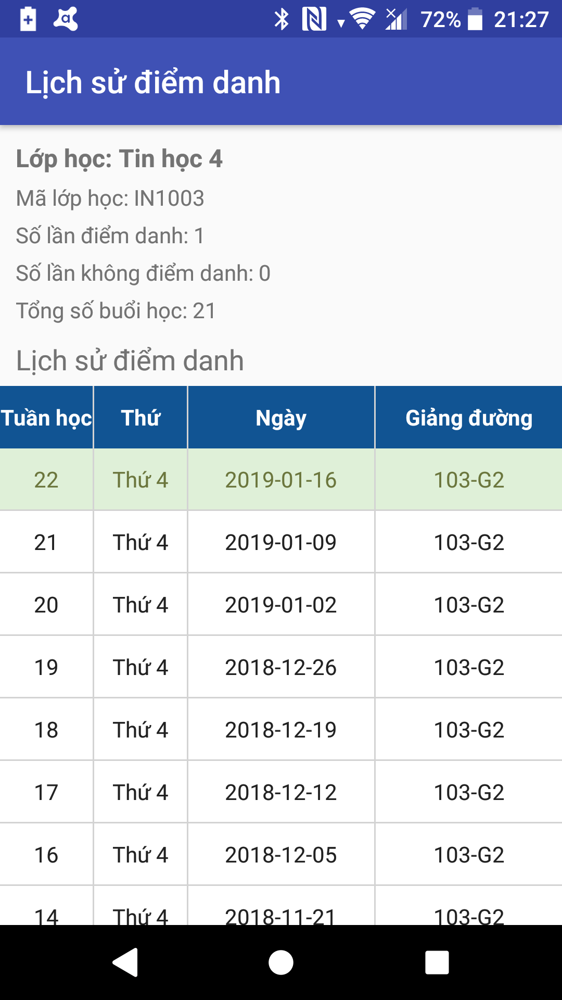 72% 21:27
Lịch sử điểm danh
Lớp học: Tin học 4
Mã lớp học: IN1003
Số lần điểm danh: 1
Số lần không điểm danh: 0
Tổng số buổi học: 21
Lịch sử điểm danh
Tuần học Thứ Ngày Giảng đường
22 Thứ 4 2019-01-16 103-G2
21 Thứ 4 2019-01-09 103-G2
20 Thứ 4 2019-01-02 103-G2
19 Thứ 4 2018-12-26 103-G2
18 Thứ 4 2018-12-19 103-G2
17 Thứ 4 2018-12-12 103-G2
16 Thứ 4 2018-12-05 103-G2
14 Thứ 4 2018-11-21 103-G2